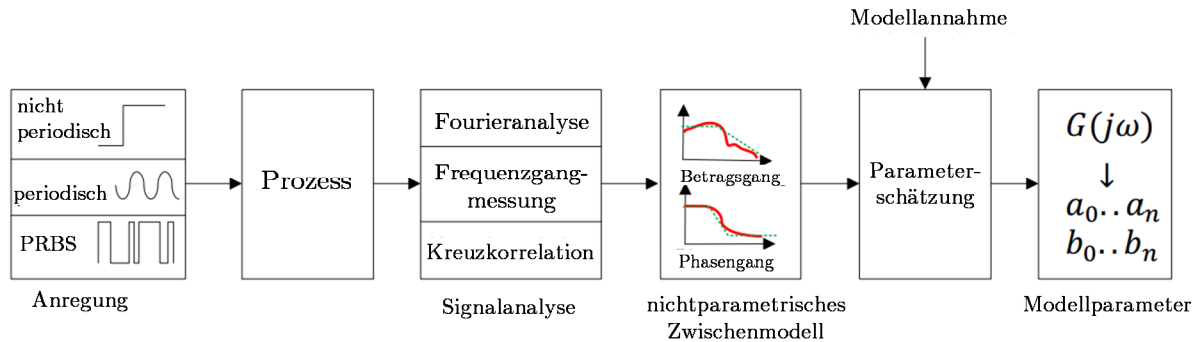 Modellannahme
nicht
periodisch
periodisch
PRBS
Anregung
Prozess
Fourieranalyse
Frequenzgang-
messung
Kreuzkorrelation
Signalanalyse
Betragsgang
Phasengang
nichtparametrisches
Zwischenmodell
Parameter-
schätzung
G(jω)
↓
a₀..aₙ
b₀..bₙ
Modellparameter